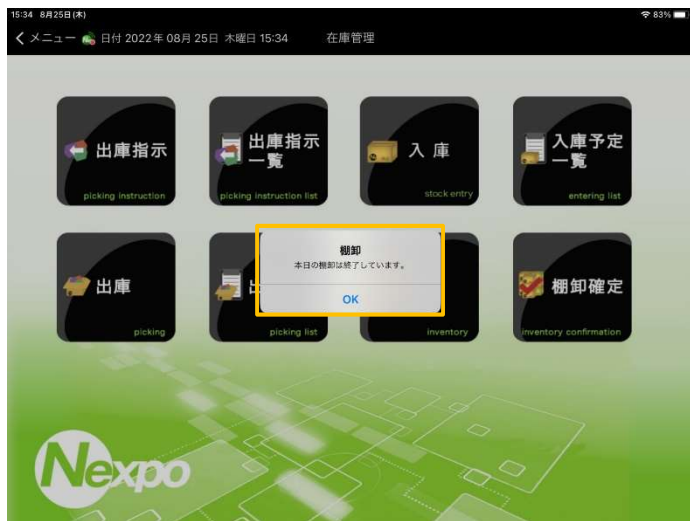 15:34 8月25日(木)
83%
メニュー 日付 2022年 08月 25日 木曜日 15:34 在庫管理
出庫指示
picking instruction
出庫指示
一覧
picking instruction list
入 庫
stock entry
入庫予定
一覧
entering list
出庫
picking
picking list
inventory
棚卸確定
inventory confirmation
棚卸
本日の棚卸は終了しています。
OK
Nexpo